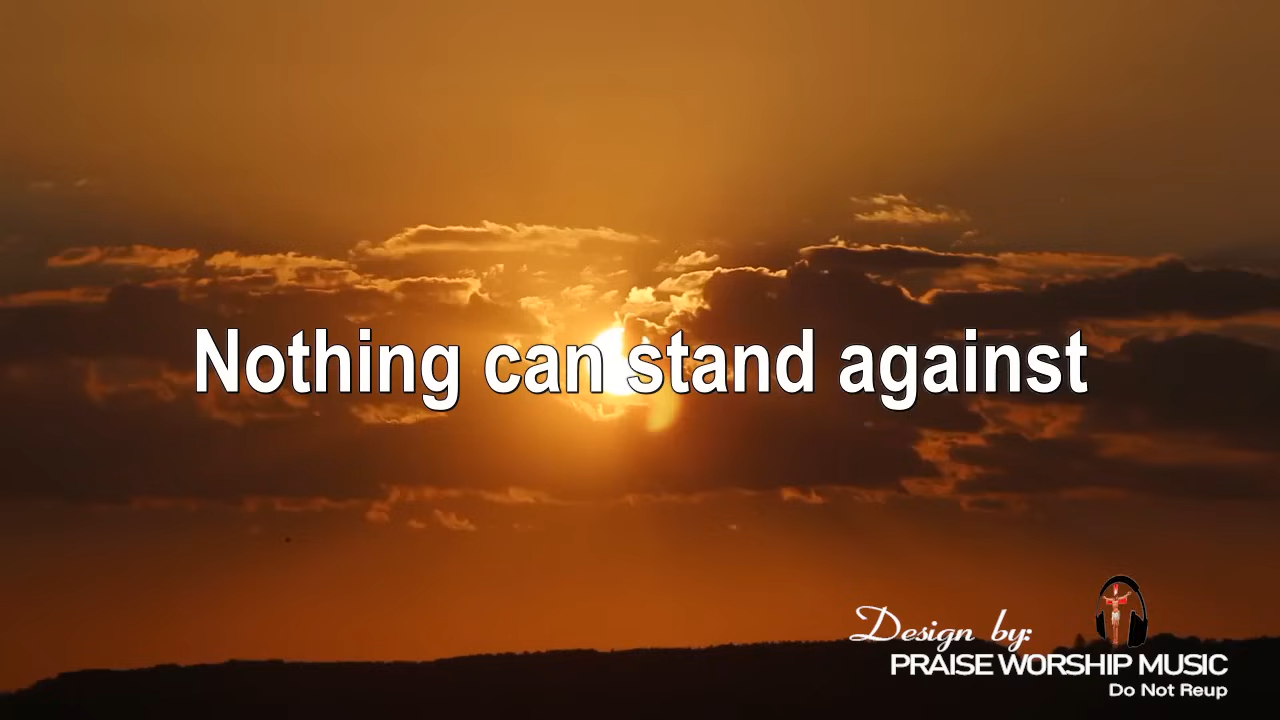 Nothing can stand against
Design by:
PRAISE WORSHIP MUSIC
Do Not Reup